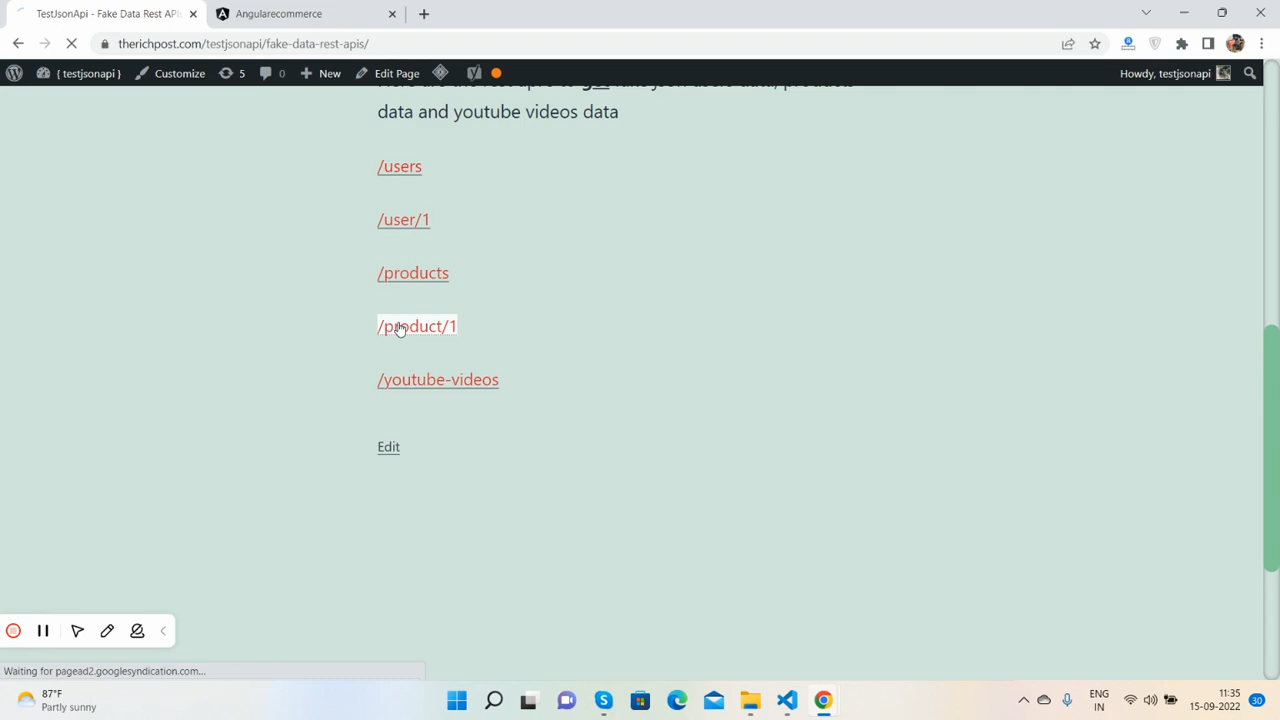 TestJsonApi - Fake Data Rest APIs
Angularecommerce
therichpost.com/testjsonapi/fake-data-rest-apis/
{ testjsonapi } Customize 5 0 New Edit Page Howdy, testjsonapi
data and youtube videos data
/users
/user/1
/products
/product/1
/youtube-videos
Edit
Waiting for pagead2.googlesyndication.com...
87°F
Partly sunny
ENG
IN
11:35
15-09-2022
30